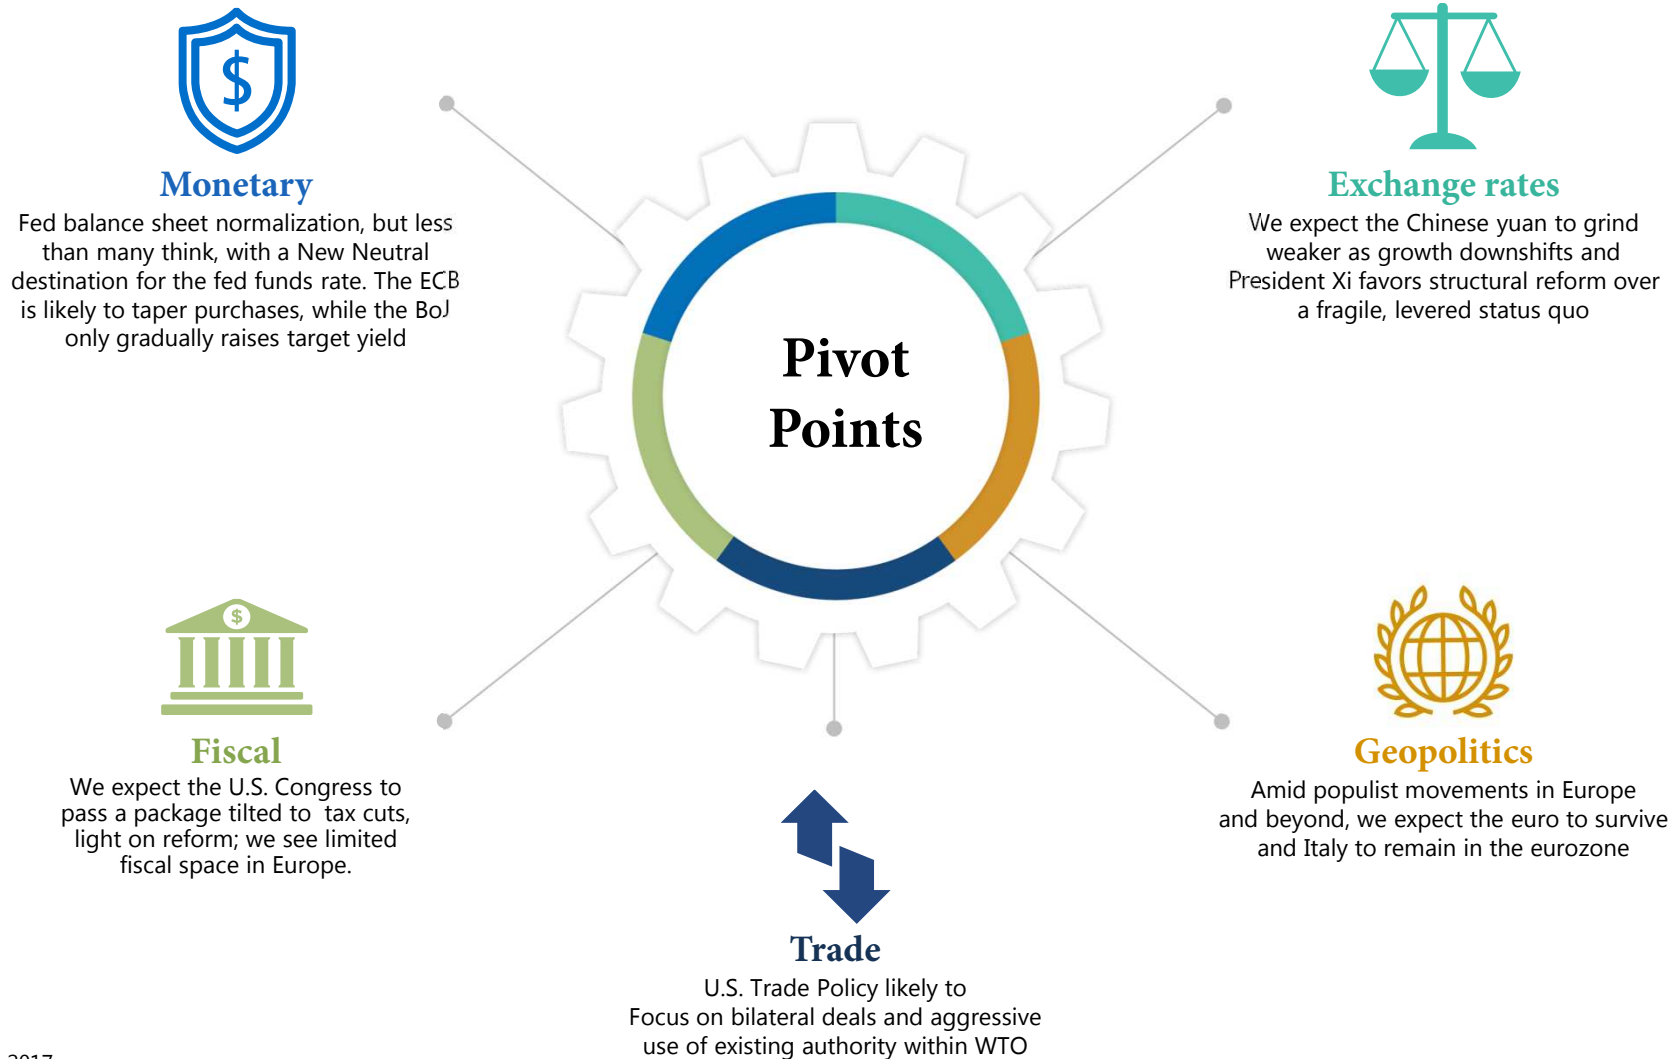 $
Monetary
Fed balance sheet normalization, but less
than many think, with a New Neutral
destination for the fed funds rate. The ECB
is likely to taper purchases, while the BoJ
only gradually raises target yield
Exchange rates
We expect the Chinese yuan to grind
weaker as growth downshifts and
President Xi favors structural reform over
a fragile, levered status quo
Pivot
Points
$
Fiscal
We expect the U.S. Congress to
pass a package tilted to tax cuts,
light on reform; we see limited
fiscal space in Europe.
Geopolitics
Amid populist movements in Europe
and beyond, we expect the euro to survive
and Italy to remain in the eurozone
Trade
U.S. Trade Policy likely to
Focus on bilateral deals and aggressive
use of existing authority within WTO
2017